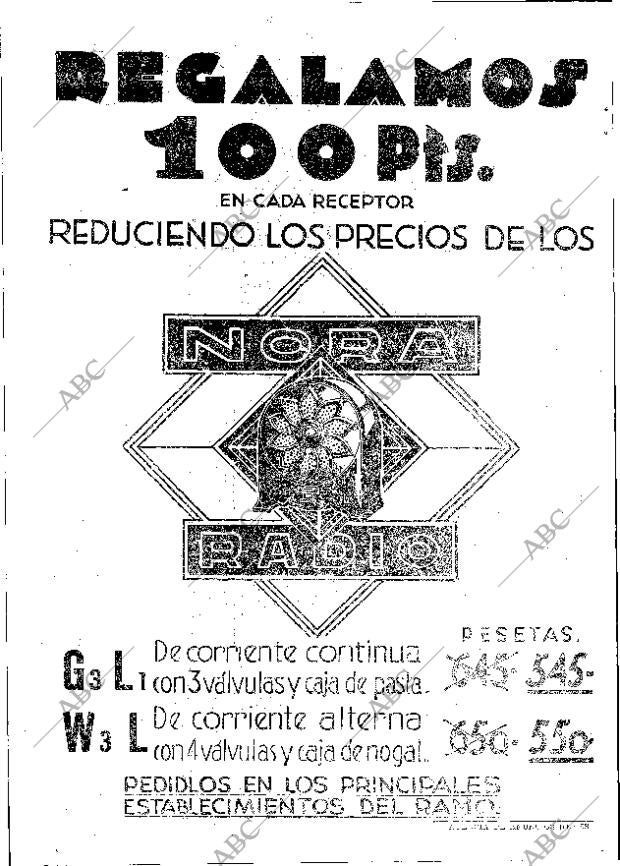 REGALAMOS
100 Pts.
EN CADA RECEPTOR
REDUCIENDO LOS PRECIOS DE LOS
NORA
RADIO
PESETAS.
G3 L1 De corriente continua con 3 válvulas y caja de pasta. 645- 545-
W3 L De corriente alterna con 4 válvulas y caja de nogal. 650- 550-
PEDIDLOS EN LOS PRINCIPALES
ESTABLECIMIENTOS DEL RAMO